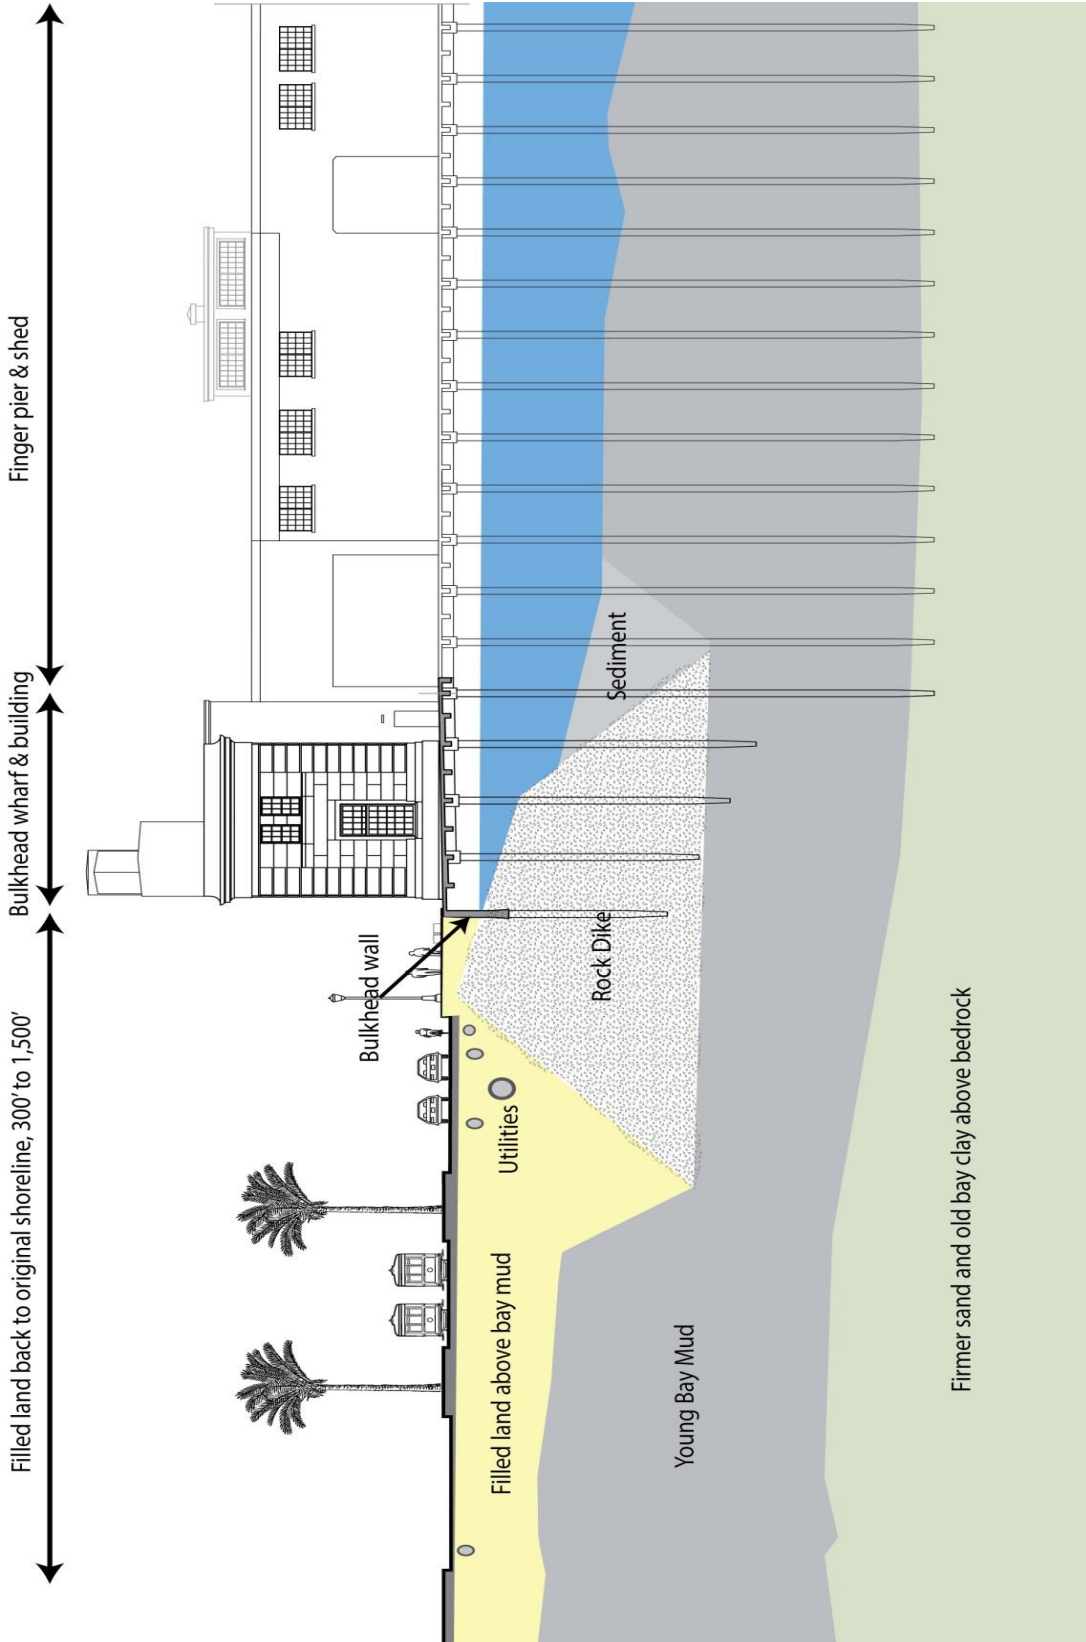 Filled land back to original shoreline, 300' to 1,500'
Bulkhead wharf & building
Finger pier & shed
Bulkhead wall
Utilities
Rock Dike
Sediment
Filled land above bay mud
Young Bay Mud
Firmer sand and old bay clay above bedrock